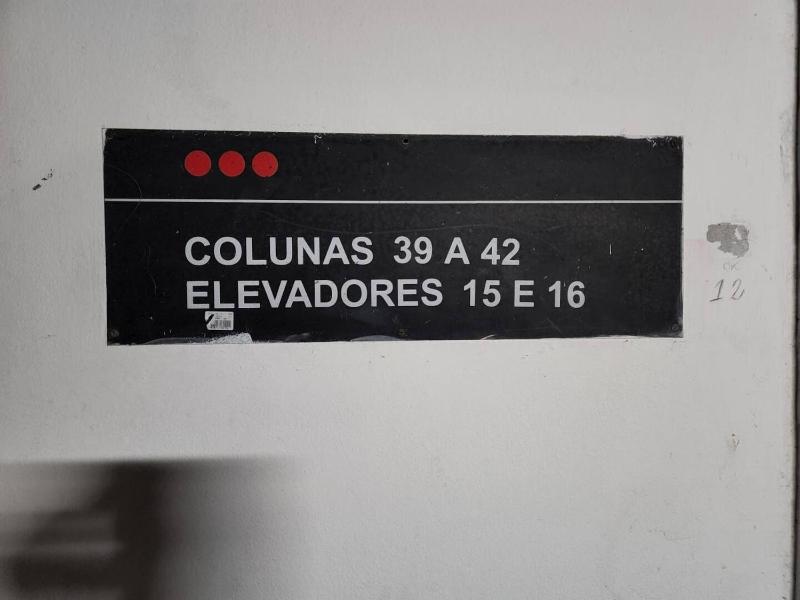 COLUNAS 39 A 42
ELEVADORES 15 E 16
OK
12